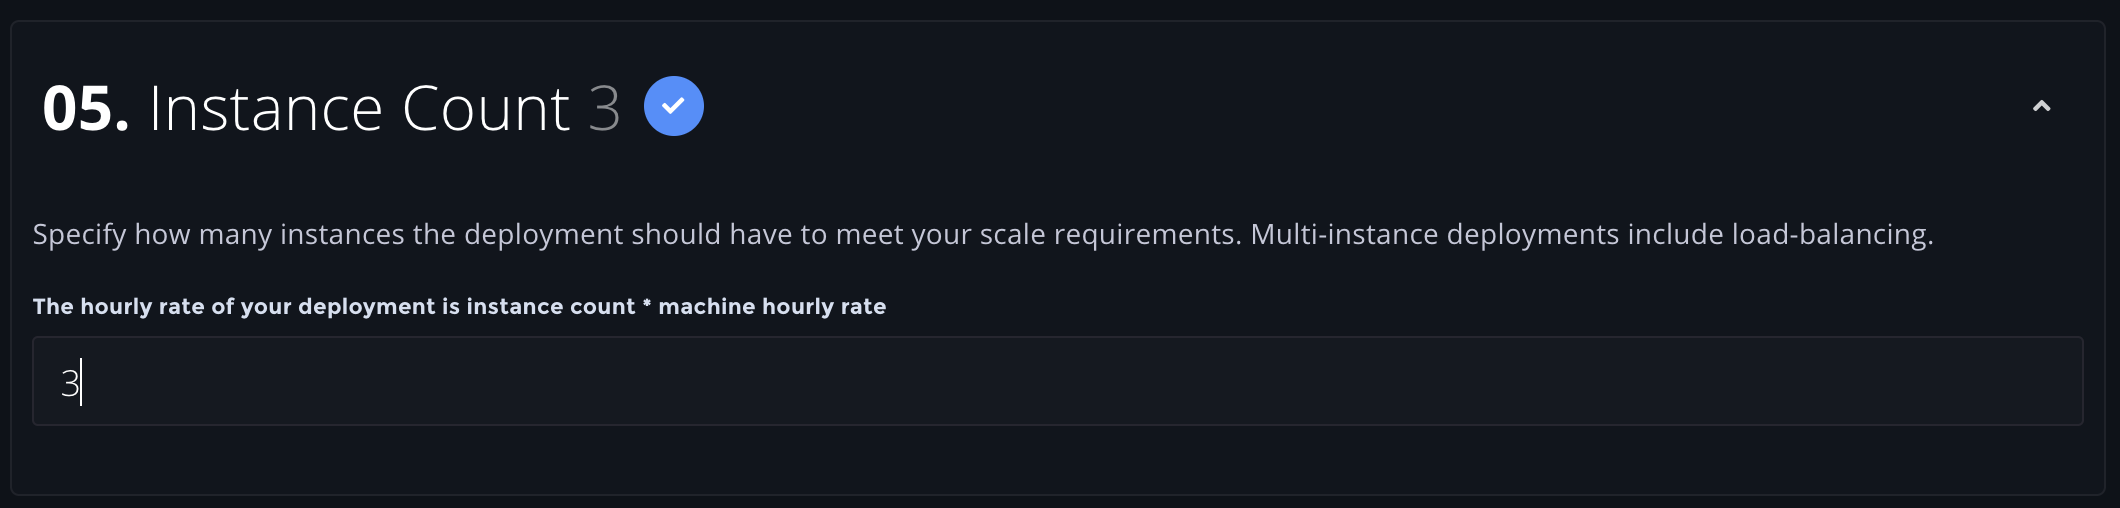 05. Instance Count 3
Specify how many instances the deployment should have to meet your scale requirements. Multi-instance deployments include load-balancing.
The hourly rate of your deployment is instance count * machine hourly rate
3